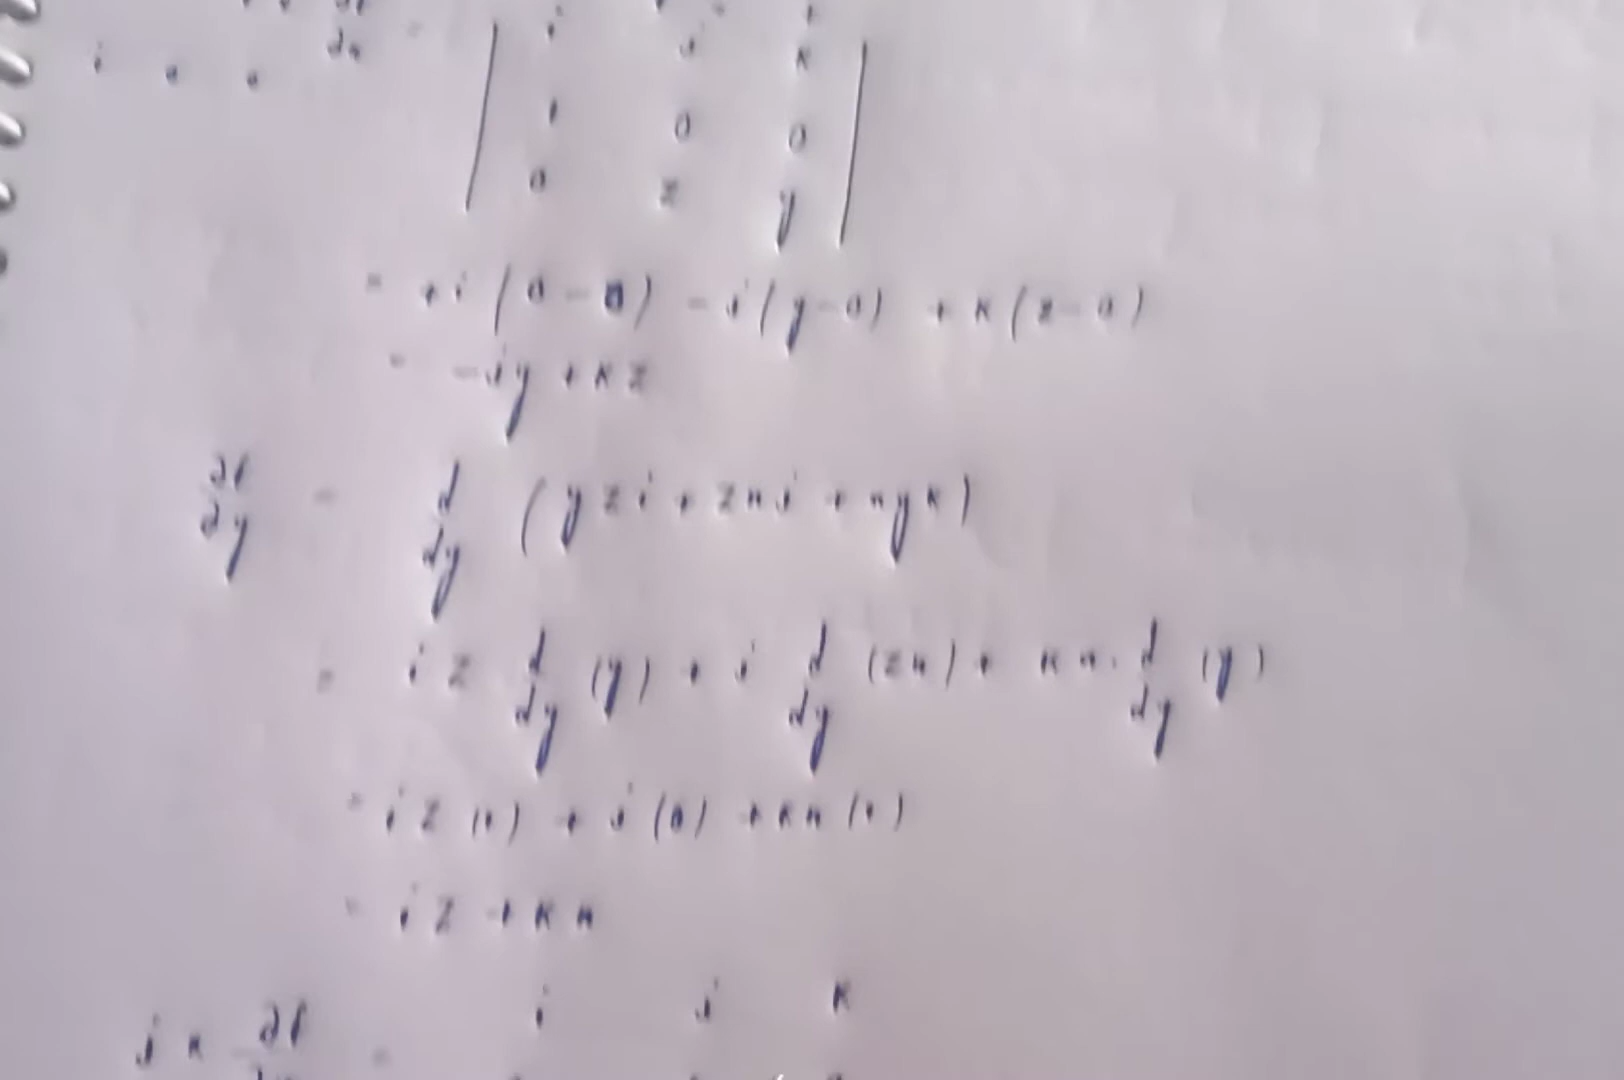 | i j k |
| 1 0 0 |
| 0 z y |
= +i(0-0) -j(y-0) + k(z-0)
= -jy + kz
∂f/∂y = d/dy (yzi + zxj + xyk)
= iz d/dy (y) + j d/dy (zx) + kx. d/dy (y)
= iz(1) + j(0) + kx(1)
= iz + kx
j x ∂f = i j k